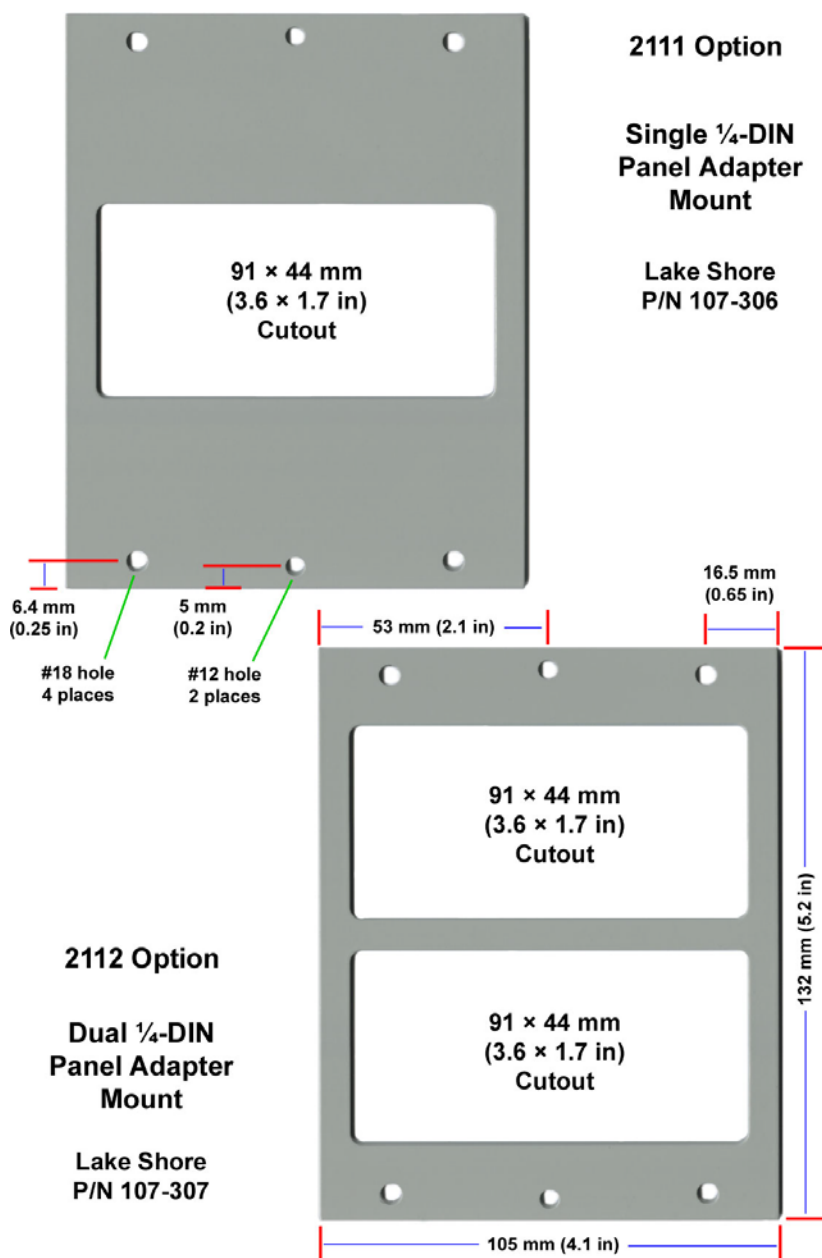 2111 Option
Single ¼-DIN
Panel Adapter
Mount
Lake Shore
P/N 107-306
91 × 44 mm
(3.6 × 1.7 in)
Cutout
6.4 mm
(0.25 in)
5 mm
(0.2 in)
#18 hole
4 places
#12 hole
2 places
53 mm (2.1 in)
16.5 mm
(0.65 in)
91 × 44 mm
(3.6 × 1.7 in)
Cutout
91 × 44 mm
(3.6 × 1.7 in)
Cutout
132 mm (5.2 in)
105 mm (4.1 in)
2112 Option
Dual ¼-DIN
Panel Adapter
Mount
Lake Shore
P/N 107-307